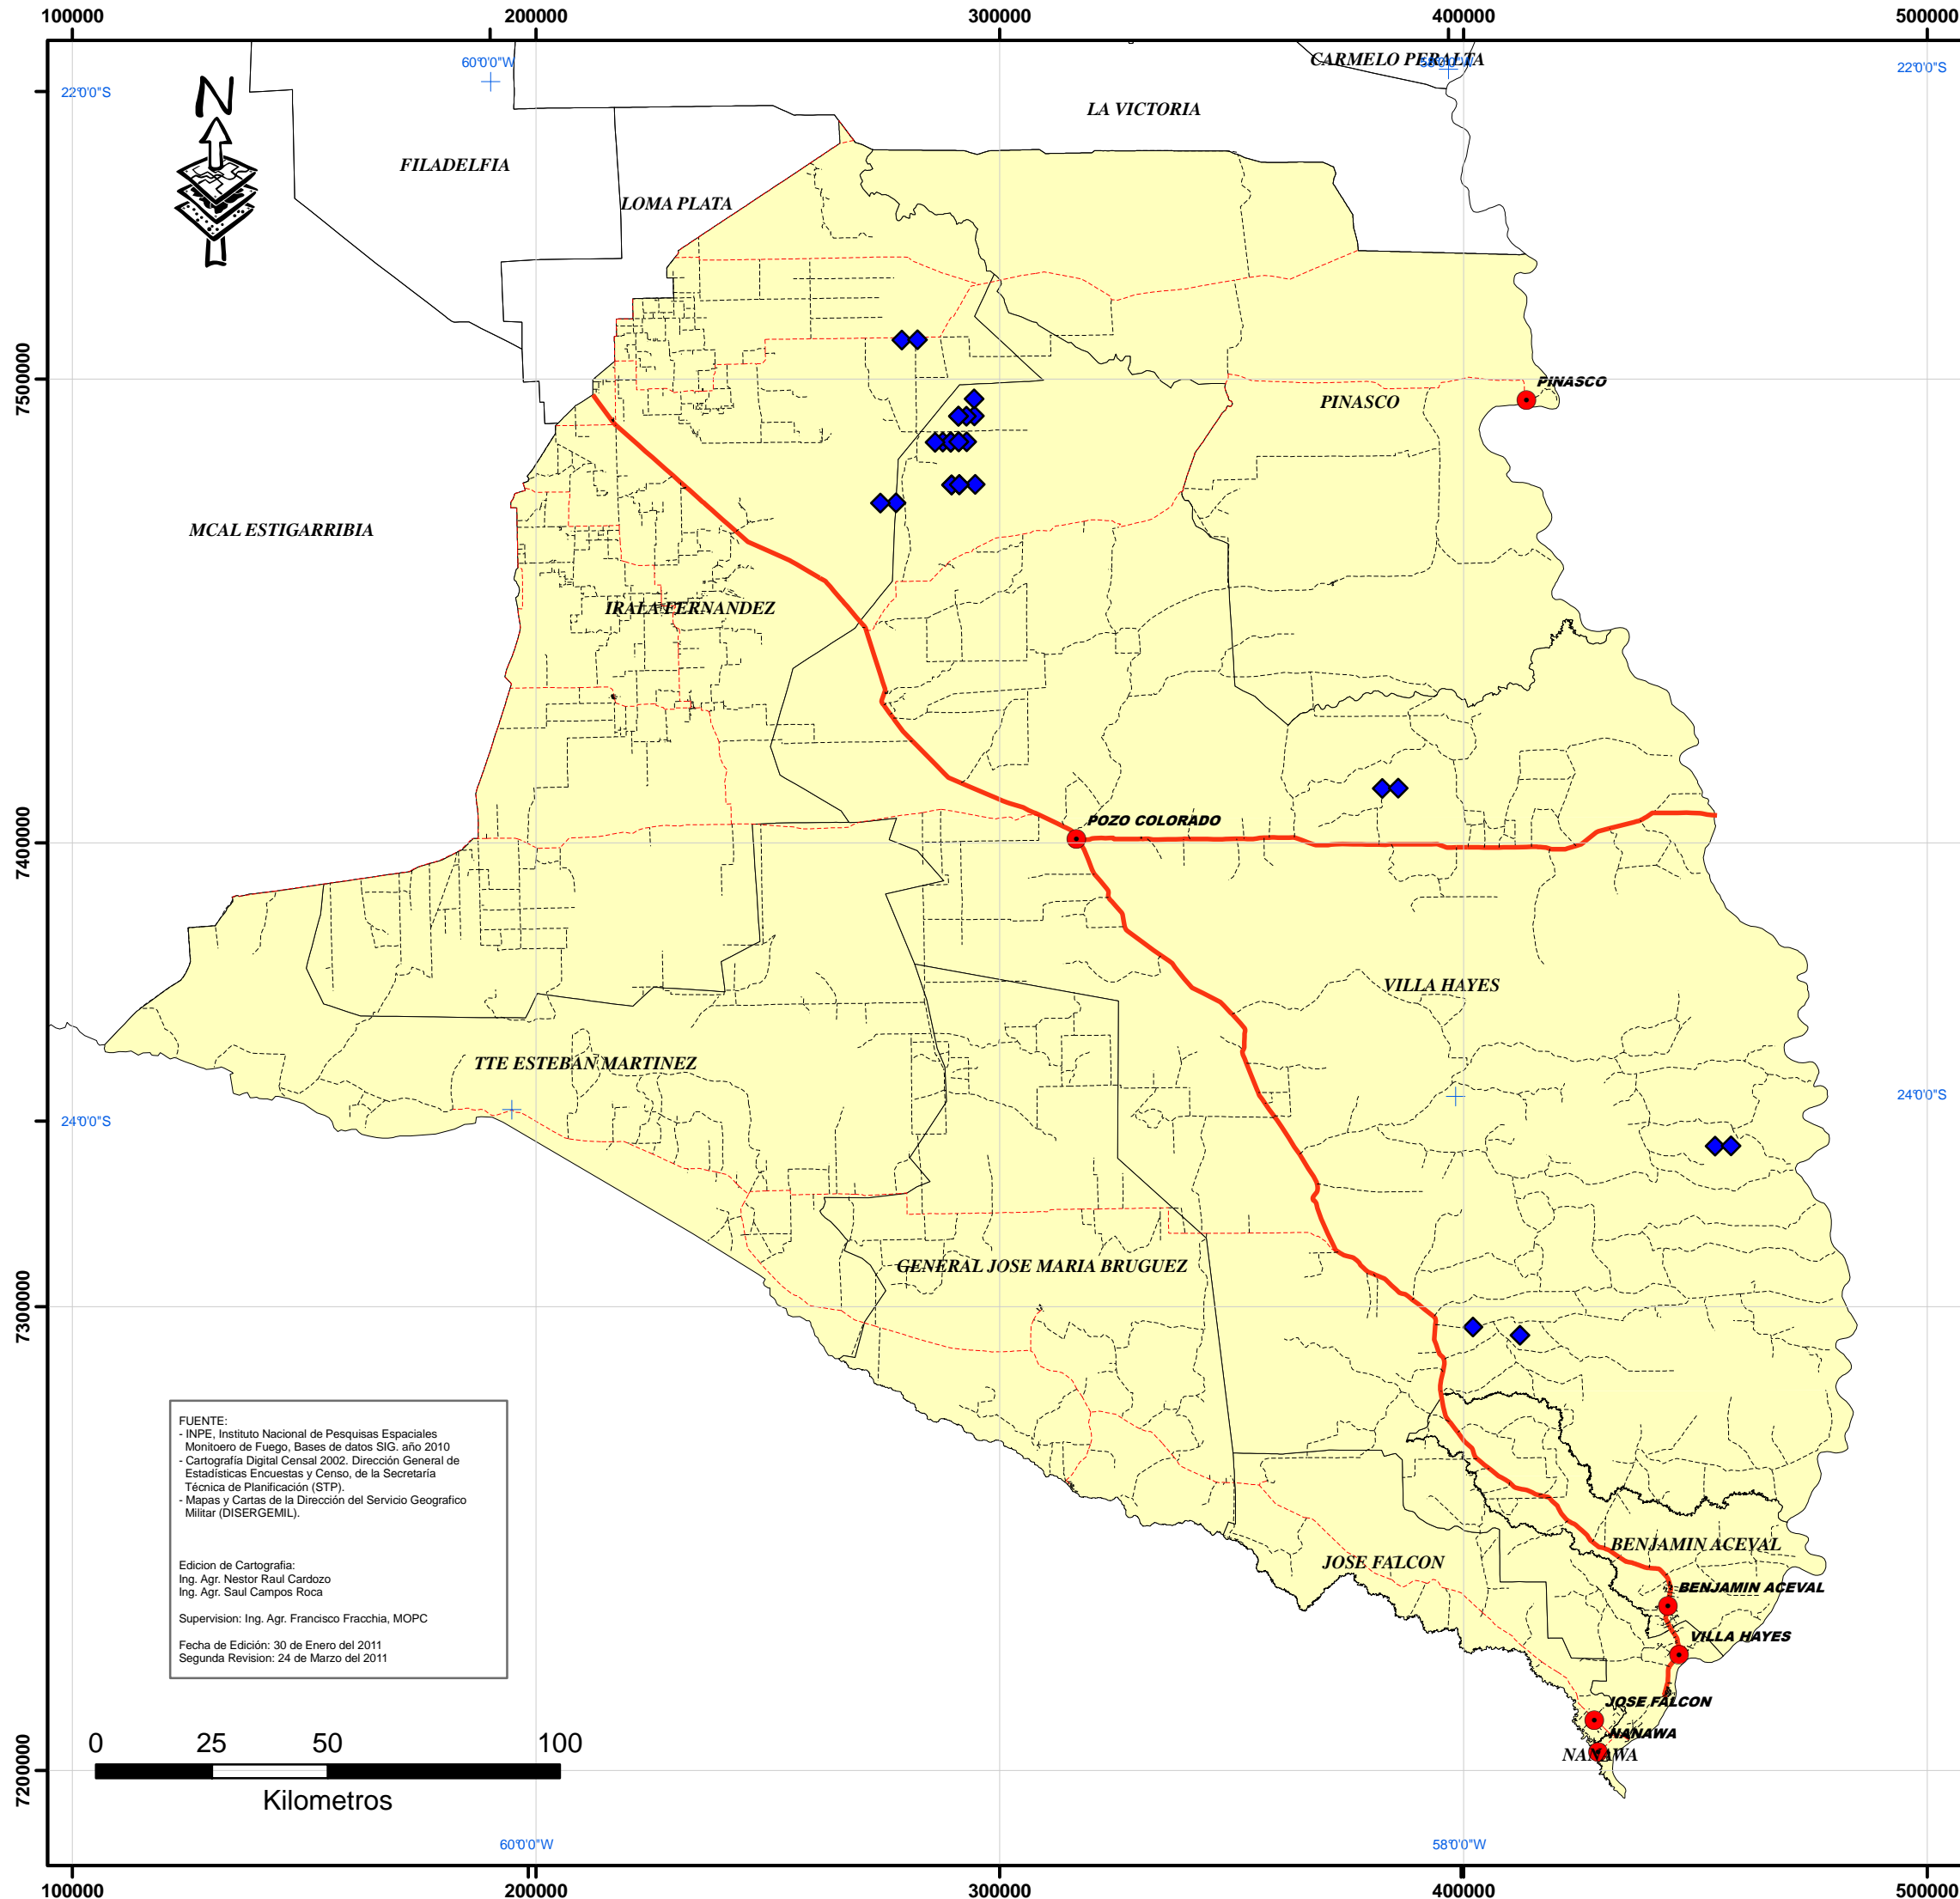 100000 200000 300000 400000 500000
CARMELO PERALTA
60°0'0"W 58°0'0"W 22°0'0"S
22°0'0"S
N
LA VICTORIA
FILADELFIA
LOMA PLATA
7500000
PINASCO
PINASCO
MCAL ESTIGARRIBIA
IRALA FERNANDEZ
POZO COLORADO
7400000
VILLA HAYES
TTE ESTEBAN MARTINEZ
24°0'0"S 24°0'0"S
GENERAL JOSE MARIA BRUGUEZ
7300000
FUENTE:
- INPE, Instituto Nacional de Pesquisas Espaciales
Monitoero de Fuego, Bases de datos SIG. año 2010
- Cartografía Digital Censal 2002. Dirección General de
Estadísticas Encuestas y Censo, de la Secretaría
Técnica de Planificación (STP).
- Mapas y Cartas de la Dirección del Servicio Geografico
Militar (DISERGEMIL).
Edicion de Cartografia:
Ing. Agr. Nestor Raul Cardozo
Ing. Agr. Saul Campos Roca
Supervision: Ing. Agr. Francisco Fracchia, MOPC
Fecha de Edición: 30 de Enero del 2011
Segunda Revision: 24 de Marzo del 2011
BENJAMIN ACEVAL
JOSE FALCON
BENJAMIN ACEVAL
VILLA HAYES
JOSE FALCON
NANAWA
NANAWA
7200000
0 25 50 100
Kilometros
60°0'0"W 58°0'0"W
100000 200000 300000 400000 500000